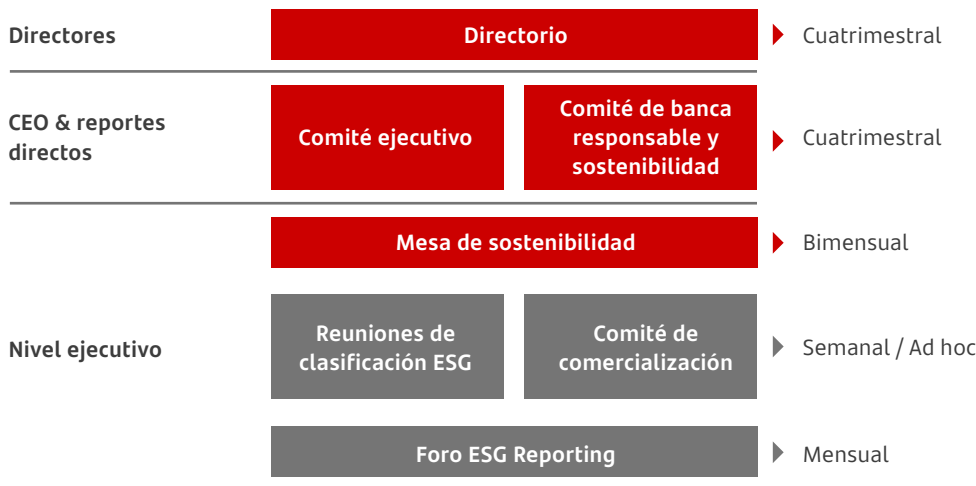 Directores
Directorio
Cuatrimestral
CEO & reportes
directos
Comité ejecutivo
Comité de banca
responsable y
sostenibilidad
Cuatrimestral
Mesa de sostenibilidad
Bimensual
Nivel ejecutivo
Reuniones de
clasificación ESG
Comité de
comercialización
Semanal / Ad hoc
Foro ESG Reporting
Mensual